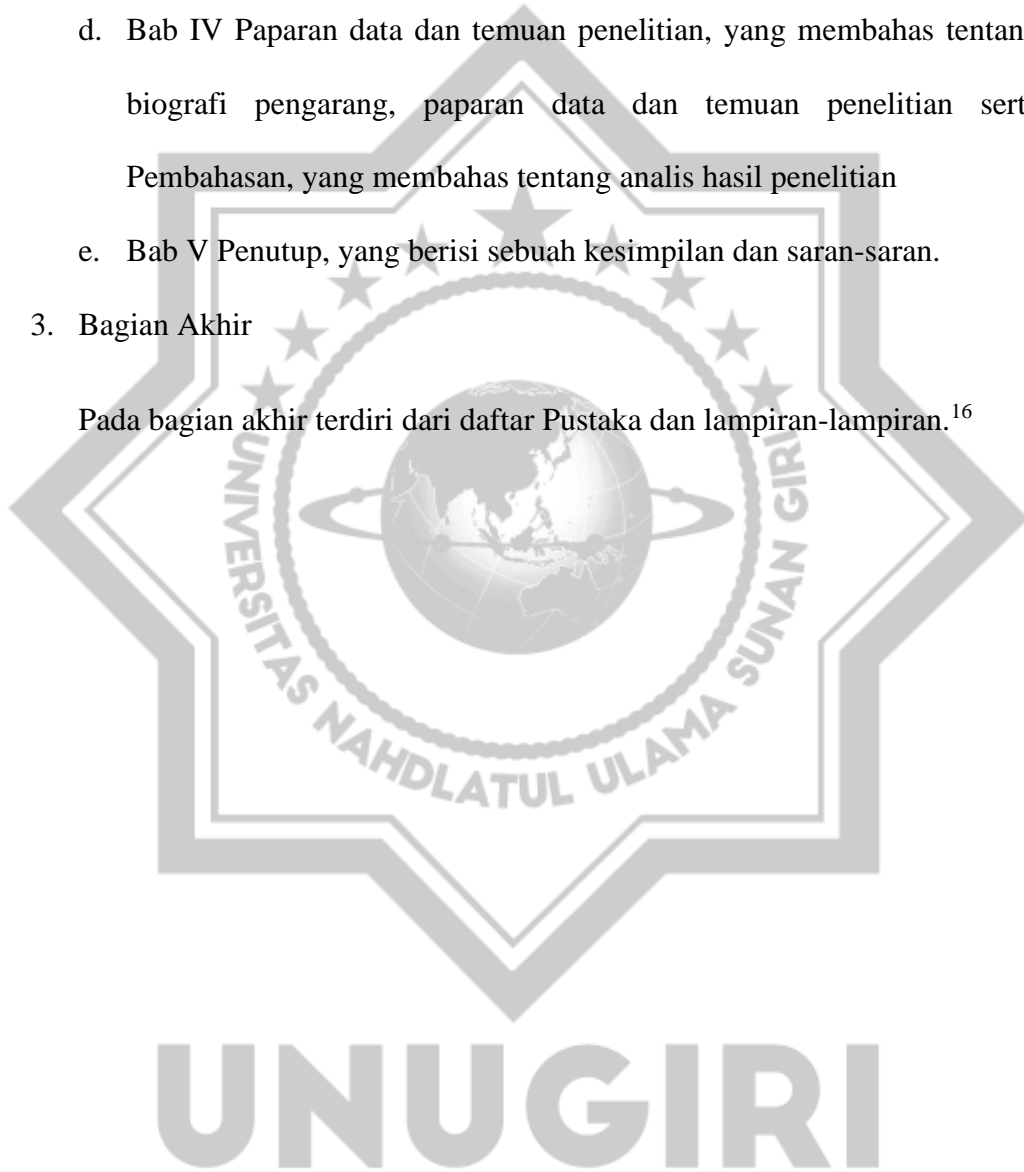 d. Bab IV Paparan data dan temuan penelitian, yang membahas tentan
biografi pengarang, paparan data dan temuan penelitian sert
Pembahasan, yang membahas tentang analis hasil penelitian
e. Bab V Penutup, yang berisi sebuah kesimpilan dan saran-saran.
3. Bagian Akhir
Pada bagian akhir terdiri dari daftar Pustaka dan lampiran-lampiran.16
UNIVERSITAS NAHDLATUL ULAMA SUNAN GIRI
UNUGIRI